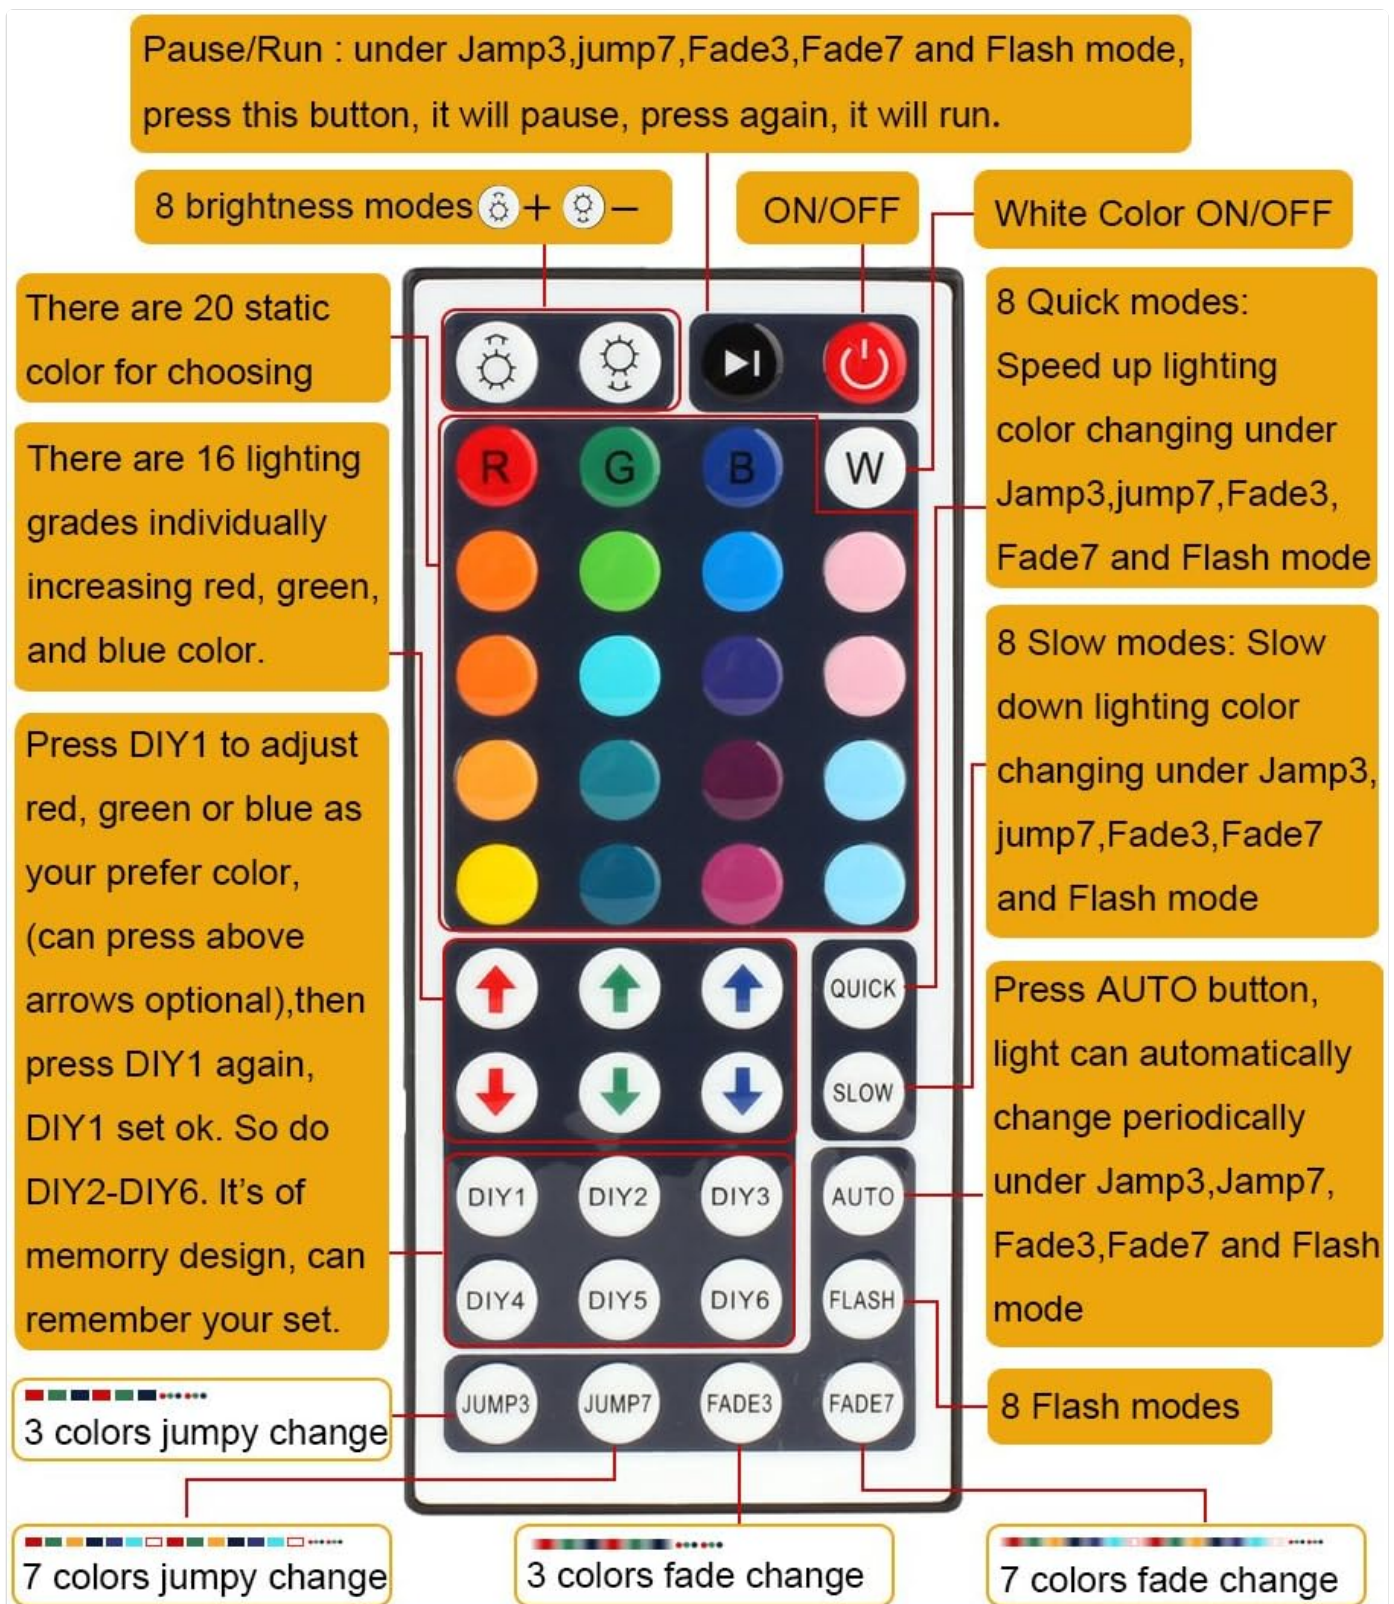 Pause/Run : under Jamp3,jump7,Fade3,Fade7 and Flash mode,
press this button, it will pause, press again, it will run.
8 brightness modes + −
ON/OFF
White Color ON/OFF
There are 20 static
color for choosing
There are 16 lighting
grades individually
increasing red, green,
and blue color.
Press DIY1 to adjust
red, green or blue as
your prefer color,
(can press above
arrows optional),then
press DIY1 again,
DIY1 set ok. So do
DIY2-DIY6. It's of
memorry design, can
remember your set.
R G B W
QUICK
SLOW
DIY1 DIY2 DIY3 AUTO
DIY4 DIY5 DIY6 FLASH
JUMP3 JUMP7 FADE3 FADE7
8 Quick modes:
Speed up lighting
color changing under
Jamp3,jump7,Fade3,
Fade7 and Flash mode
8 Slow modes: Slow
down lighting color
changing under Jamp3,
jump7,Fade3,Fade7
and Flash mode
Press AUTO button,
light can automatically
change periodically
under Jamp3,Jamp7,
Fade3,Fade7 and Flash
mode
8 Flash modes
3 colors jumpy change
7 colors jumpy change
3 colors fade change
7 colors fade change